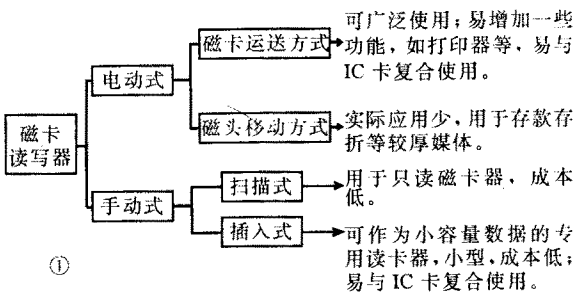 可广泛使用；易增加一些
磁卡运送方式
功能，如打印器等，易与
IC卡复合使用。
电动式
磁卡
读写器
磁头移动方式
实际应用少，用于存款存
折等较厚媒体。
手动式
扫描式
用于只读磁卡器，成本
低。
插入式
可作为小容量数据的专
用读卡器，小型，成本低；
易与IC卡复合使用。
①